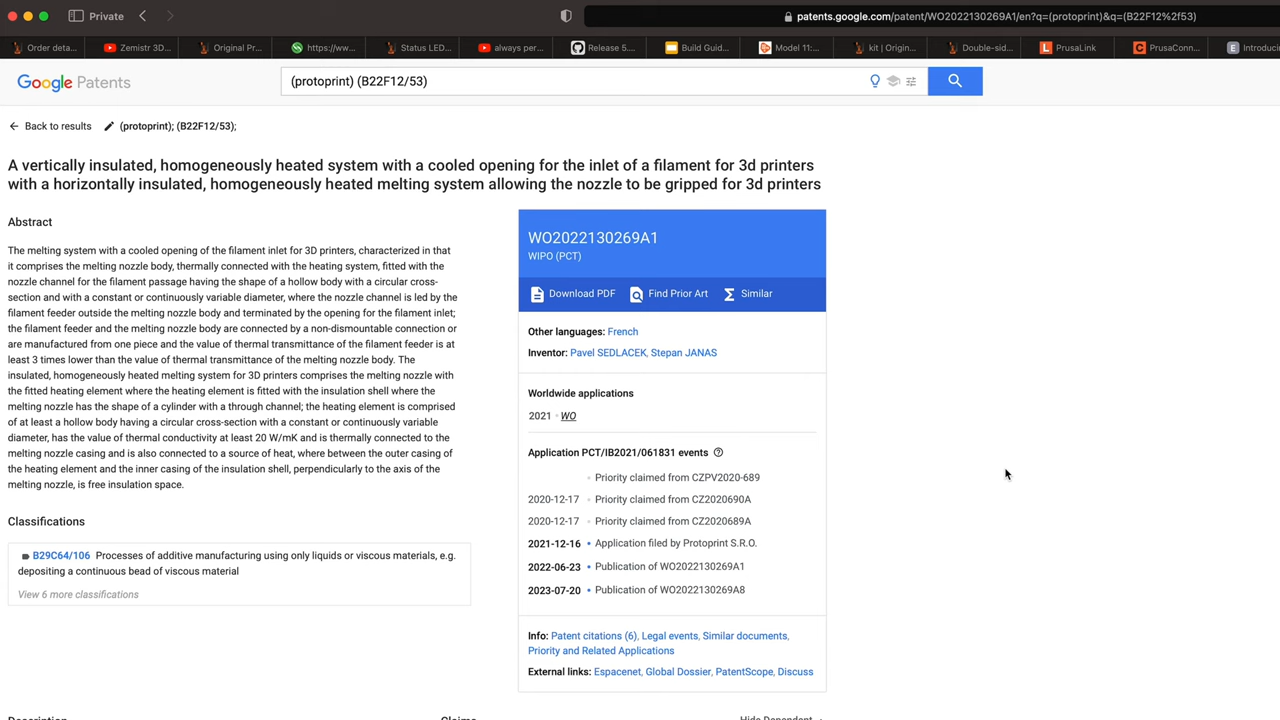 Private
patents.google.com/patent/WO2022130269A1/en?q=(protoprint)&q=(B22F12%2f53)
Order deta...
Zemistr 3D...
Original Pr...
https://ww...
Status LED...
always per...
Release 5....
Build Guid...
Model 11:...
kit | Origin...
Double-sid...
PrusaLink
PrusaConn...
Introducir
Google Patents
(protoprint) (B22F12/53)
Back to results
(protoprint); (B22F12/53);
A vertically insulated, homogeneously heated system with a cooled opening for the inlet of a filament for 3d printers
with a horizontally insulated, homogeneously heated melting system allowing the nozzle to be gripped for 3d printers
Abstract
The melting system with a cooled opening of the filament inlet for 3D printers, characterized in that
it comprises the melting nozzle body, thermally connected with the heating system, fitted with the
nozzle channel for the filament passage having the shape of a hollow body with a circular cross-
section and with a constant or continuously variable diameter, where the nozzle channel is led by the
filament feeder outside the melting nozzle body and terminated by the opening for the filament inlet;
the filament feeder and the melting nozzle body are connected by a non-dismountable connection or
are manufactured from one piece and the value of thermal transmittance of the filament feeder is at
least 3 times lower than the value of thermal transmittance of the melting nozzle body. The
insulated, homogeneously heated melting system for 3D printers comprises the melting nozzle with
the fitted heating element where the heating element is fitted with the insulation shell where the
melting nozzle has the shape of a cylinder with a through channel; the heating element is comprised
of at least a hollow body having a circular cross-section with a constant or continuously variable
diameter, has the value of thermal conductivity at least 20 W/mK and is thermally connected to the
melting nozzle casing and is also connected to a source of heat, where between the outer casing of
the heating element and the inner casing of the insulation shell, perpendicularly to the axis of the
melting nozzle, is free insulation space.
Classifications
B29C64/106 Processes of additive manufacturing using only liquids or viscous materials, e.g.
depositing a continuous bead of viscous material
View 6 more classifications
WO2022130269A1
WIPO (PCT)
Download PDF
Find Prior Art
Similar
Other languages: French
Inventor: Pavel SEDLACEK, Stepan JANAS
Worldwide applications
2021 WO
Application PCT/IB2021/061831 events
Priority claimed from CZPV2020-689
2020-12-17 Priority claimed from CZ2020690A
2020-12-17 Priority claimed from CZ2020689A
2021-12-16 Application filed by Protoprint S.R.O.
2022-06-23 Publication of WO2022130269A1
2023-07-20 Publication of WO2022130269A8
Info: Patent citations (6), Legal events, Similar documents,
Priority and Related Applications
External links: Espacenet, Global Dossier, PatentScope, Discuss
Description
Claims
Hide Dependent